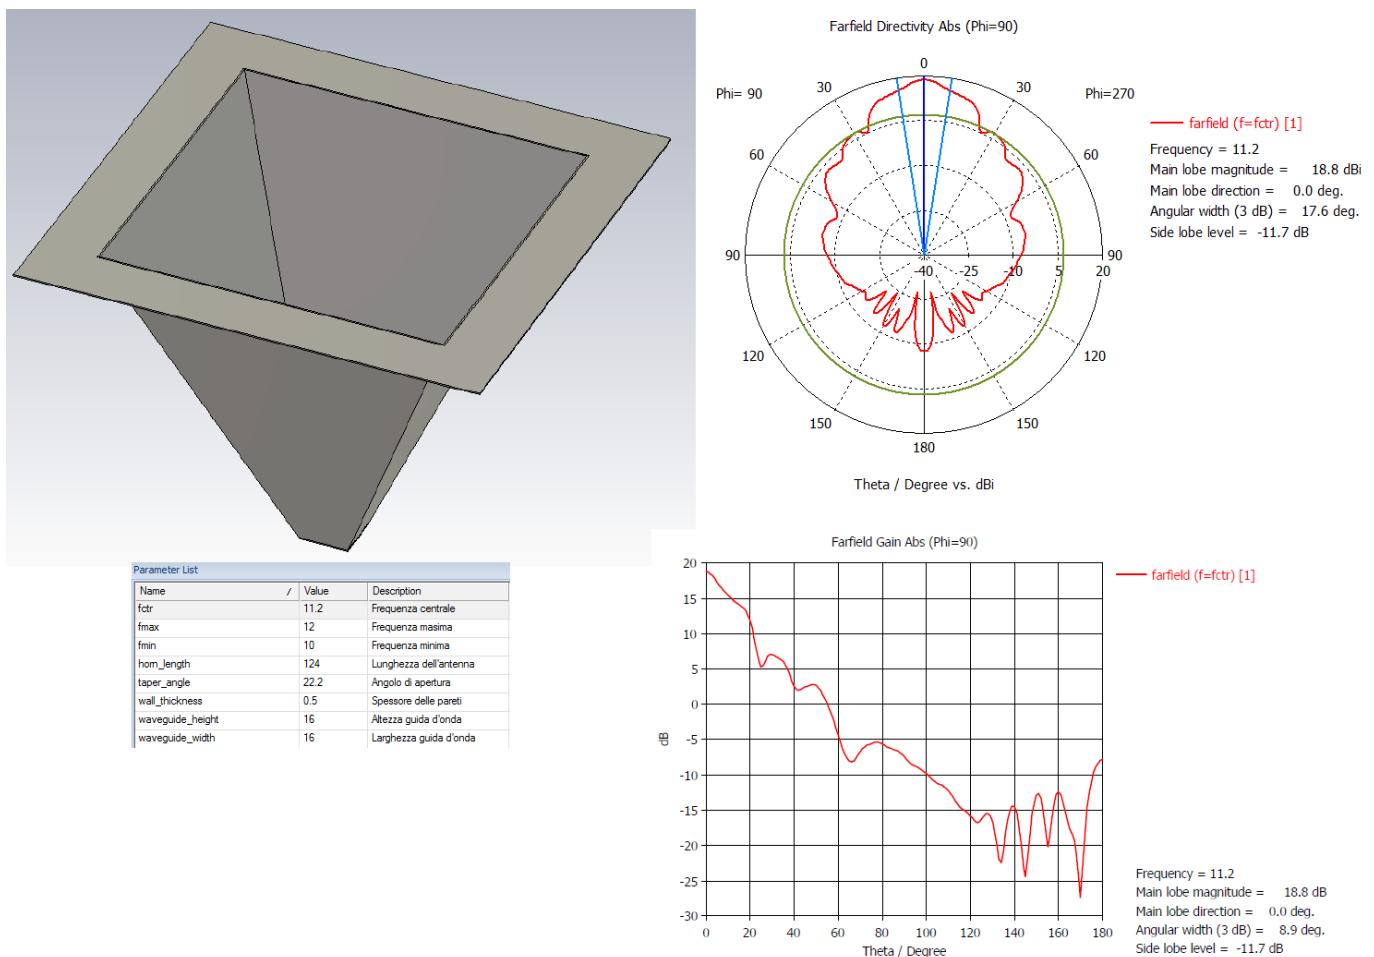 Farfield Directivity Abs (Phi=90)
0
30
30
Phi= 90
Phi=270
60
60
90
-40
-25
-10
5
20
90
120
120
150
150
180
Theta / Degree vs. dBi
farfield (f=fctr) [1]
Frequency = 11.2
Main lobe magnitude = 18.8 dBi
Main lobe direction = 0.0 deg.
Angular width (3 dB) = 17.6 deg.
Side lobe level = -11.7 dB
Parameter List
Name / Value Description
fctr 11.2 Frequenza centrale
fmax 12 Frequenza masima
fmin 10 Frequenza minima
horn_length 124 Lunghezza dell'antenna
taper_angle 22.2 Angolo di apertura
wall_thickness 0.5 Spessore delle pareti
waveguide_height 16 Altezza guida d'onda
waveguide_width 16 Larghezza guida d'onda
Farfield Gain Abs (Phi=90)
20
15
10
5
0
-5
-10
-15
-20
-25
-30
dB
0 20 40 60 80 100 120 140 160 180
Theta / Degree
farfield (f=fctr) [1]
Frequency = 11.2
Main lobe magnitude = 18.8 dB
Main lobe direction = 0.0 deg.
Angular width (3 dB) = 8.9 deg.
Side lobe level = -11.7 dB